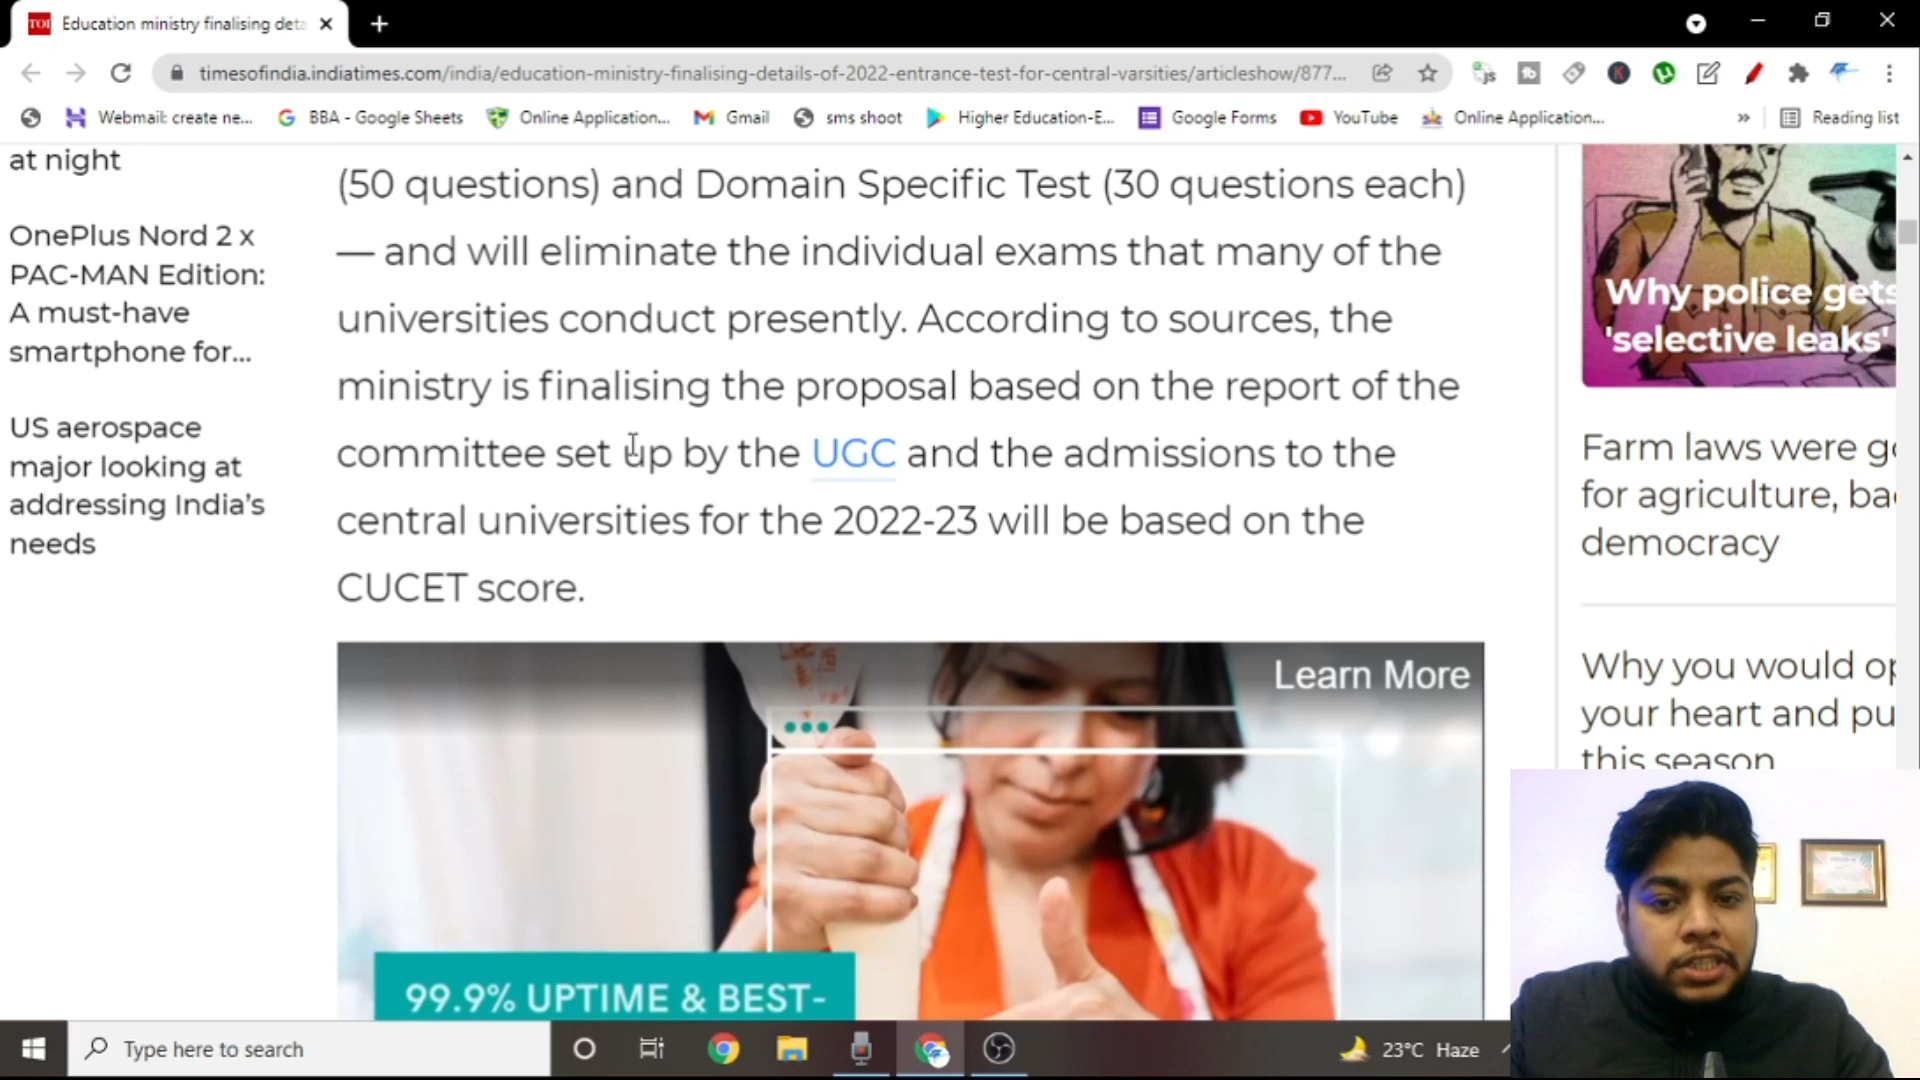 TOI Education ministry finalising deta
timesofindia.indiatimes.com/india/education-ministry-finalising-details-of-2022-entrance-test-for-central-varsities/articleshow/877...
Webmail: create ne... BBA - Google Sheets Online Application... Gmail sms shoot Higher Education-E... Google Forms YouTube Online Application... » Reading list
at night
OnePlus Nord 2 x
PAC-MAN Edition:
A must-have
smartphone for...
US aerospace
major looking at
addressing India's
needs
(50 questions) and Domain Specific Test (30 questions each)
— and will eliminate the individual exams that many of the
universities conduct presently. According to sources, the
ministry is finalising the proposal based on the report of the
committee set up by the UGC and the admissions to the
central universities for the 2022-23 will be based on the
CUCET score.
Learn More
99.9% UPTIME & BEST-
Why police gets
'selective leaks'
Farm laws were go
for agriculture, ba
democracy
Why you would op
your heart and pu
this season
Type here to search
23°C Haze